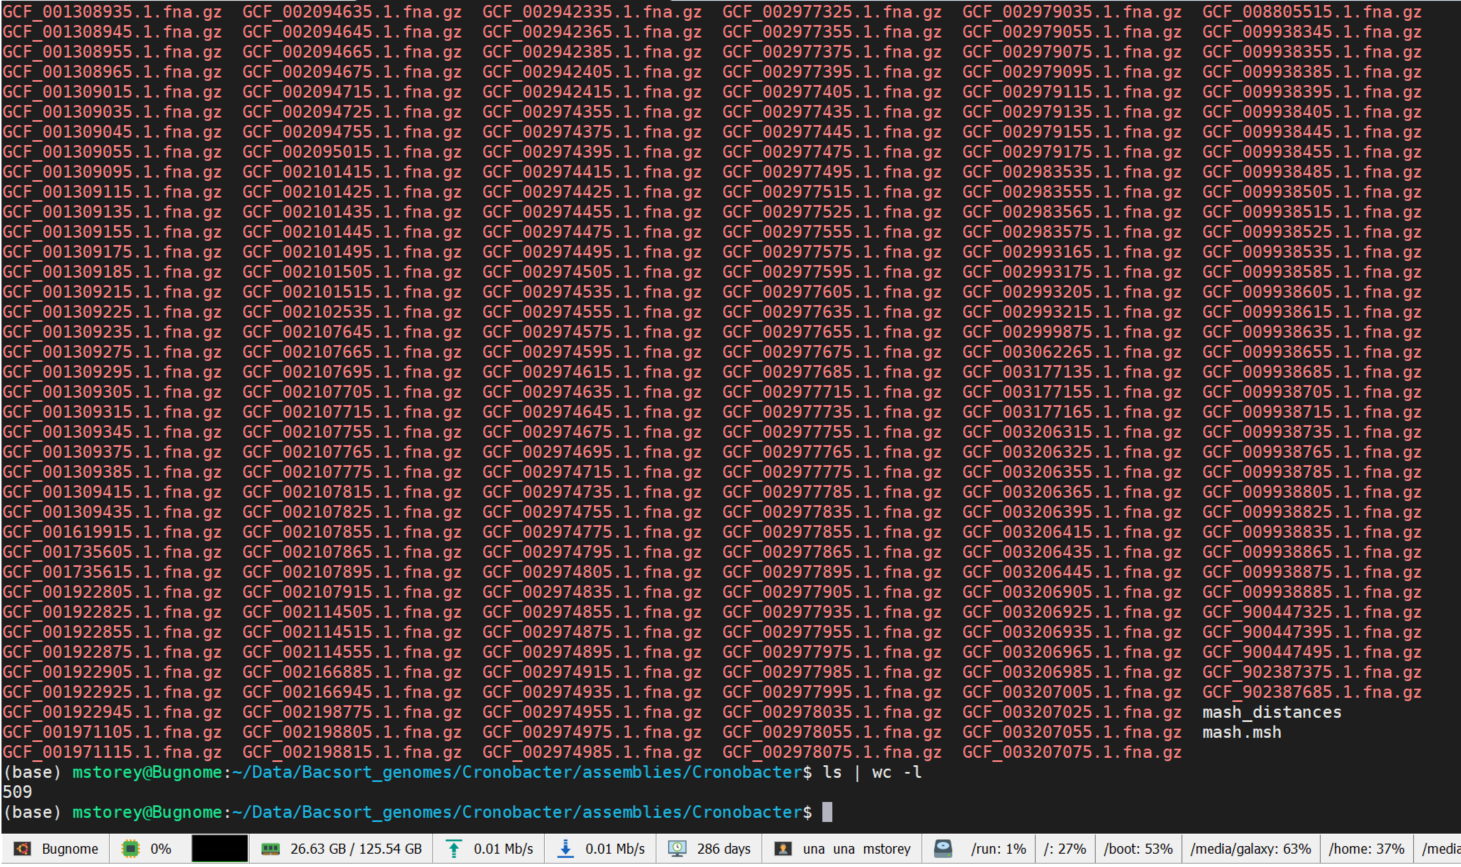 GCF_001308935.1.fna.gz GCF_002094635.1.fna.gz GCF_002942335.1.fna.gz GCF_002977325.1.fna.gz GCF_002979035.1.fna.gz GCF_008805515.1.fna.gz
GCF_001308945.1.fna.gz GCF_002094645.1.fna.gz GCF_002942365.1.fna.gz GCF_002977355.1.fna.gz GCF_002979055.1.fna.gz GCF_009938345.1.fna.gz
GCF_001308955.1.fna.gz GCF_002094665.1.fna.gz GCF_002942385.1.fna.gz GCF_002977375.1.fna.gz GCF_002979075.1.fna.gz GCF_009938355.1.fna.gz
GCF_001308965.1.fna.gz GCF_002094675.1.fna.gz GCF_002942405.1.fna.gz GCF_002977395.1.fna.gz GCF_002979095.1.fna.gz GCF_009938385.1.fna.gz
GCF_001309015.1.fna.gz GCF_002094715.1.fna.gz GCF_002942415.1.fna.gz GCF_002977405.1.fna.gz GCF_002979115.1.fna.gz GCF_009938395.1.fna.gz
GCF_001309035.1.fna.gz GCF_002094725.1.fna.gz GCF_002974355.1.fna.gz GCF_002977435.1.fna.gz GCF_002979135.1.fna.gz GCF_009938405.1.fna.gz
GCF_001309045.1.fna.gz GCF_002094755.1.fna.gz GCF_002974375.1.fna.gz GCF_002977445.1.fna.gz GCF_002979155.1.fna.gz GCF_009938445.1.fna.gz
GCF_001309055.1.fna.gz GCF_002095015.1.fna.gz GCF_002974395.1.fna.gz GCF_002977475.1.fna.gz GCF_002979175.1.fna.gz GCF_009938455.1.fna.gz
GCF_001309095.1.fna.gz GCF_002101415.1.fna.gz GCF_002974415.1.fna.gz GCF_002977495.1.fna.gz GCF_002983535.1.fna.gz GCF_009938485.1.fna.gz
GCF_001309115.1.fna.gz GCF_002101425.1.fna.gz GCF_002974425.1.fna.gz GCF_002977515.1.fna.gz GCF_002983555.1.fna.gz GCF_009938505.1.fna.gz
GCF_001309135.1.fna.gz GCF_002101435.1.fna.gz GCF_002974455.1.fna.gz GCF_002977525.1.fna.gz GCF_002983565.1.fna.gz GCF_009938515.1.fna.gz
GCF_001309155.1.fna.gz GCF_002101445.1.fna.gz GCF_002974475.1.fna.gz GCF_002977555.1.fna.gz GCF_002983575.1.fna.gz GCF_009938525.1.fna.gz
GCF_001309175.1.fna.gz GCF_002101495.1.fna.gz GCF_002974495.1.fna.gz GCF_002977575.1.fna.gz GCF_002993165.1.fna.gz GCF_009938535.1.fna.gz
GCF_001309185.1.fna.gz GCF_002101505.1.fna.gz GCF_002974505.1.fna.gz GCF_002977595.1.fna.gz GCF_002993175.1.fna.gz GCF_009938585.1.fna.gz
GCF_001309215.1.fna.gz GCF_002101515.1.fna.gz GCF_002974535.1.fna.gz GCF_002977605.1.fna.gz GCF_002993205.1.fna.gz GCF_009938605.1.fna.gz
GCF_001309225.1.fna.gz GCF_002102535.1.fna.gz GCF_002974555.1.fna.gz GCF_002977635.1.fna.gz GCF_002993215.1.fna.gz GCF_009938615.1.fna.gz
GCF_001309235.1.fna.gz GCF_002107645.1.fna.gz GCF_002974575.1.fna.gz GCF_002977655.1.fna.gz GCF_002999875.1.fna.gz GCF_009938635.1.fna.gz
GCF_001309275.1.fna.gz GCF_002107665.1.fna.gz GCF_002974595.1.fna.gz GCF_002977675.1.fna.gz GCF_003062265.1.fna.gz GCF_009938655.1.fna.gz
GCF_001309295.1.fna.gz GCF_002107695.1.fna.gz GCF_002974615.1.fna.gz GCF_002977685.1.fna.gz GCF_003177135.1.fna.gz GCF_009938685.1.fna.gz
GCF_001309305.1.fna.gz GCF_002107705.1.fna.gz GCF_002974635.1.fna.gz GCF_002977715.1.fna.gz GCF_003177155.1.fna.gz GCF_009938705.1.fna.gz
GCF_001309315.1.fna.gz GCF_002107715.1.fna.gz GCF_002974645.1.fna.gz GCF_002977735.1.fna.gz GCF_003177165.1.fna.gz GCF_009938715.1.fna.gz
GCF_001309345.1.fna.gz GCF_002107755.1.fna.gz GCF_002974675.1.fna.gz GCF_002977755.1.fna.gz GCF_003206315.1.fna.gz GCF_009938735.1.fna.gz
GCF_001309375.1.fna.gz GCF_002107765.1.fna.gz GCF_002974695.1.fna.gz GCF_002977765.1.fna.gz GCF_003206325.1.fna.gz GCF_009938765.1.fna.gz
GCF_001309385.1.fna.gz GCF_002107775.1.fna.gz GCF_002974715.1.fna.gz GCF_002977775.1.fna.gz GCF_003206355.1.fna.gz GCF_009938785.1.fna.gz
GCF_001309415.1.fna.gz GCF_002107815.1.fna.gz GCF_002974735.1.fna.gz GCF_002977785.1.fna.gz GCF_003206365.1.fna.gz GCF_009938805.1.fna.gz
GCF_001309435.1.fna.gz GCF_002107825.1.fna.gz GCF_002974755.1.fna.gz GCF_002977835.1.fna.gz GCF_003206395.1.fna.gz GCF_009938825.1.fna.gz
GCF_001619915.1.fna.gz GCF_002107855.1.fna.gz GCF_002974775.1.fna.gz GCF_002977855.1.fna.gz GCF_003206415.1.fna.gz GCF_009938835.1.fna.gz
GCF_001735605.1.fna.gz GCF_002107865.1.fna.gz GCF_002974795.1.fna.gz GCF_002977865.1.fna.gz GCF_003206435.1.fna.gz GCF_009938865.1.fna.gz
GCF_001735615.1.fna.gz GCF_002107895.1.fna.gz GCF_002974805.1.fna.gz GCF_002977895.1.fna.gz GCF_003206445.1.fna.gz GCF_009938875.1.fna.gz
GCF_001922805.1.fna.gz GCF_002107915.1.fna.gz GCF_002974835.1.fna.gz GCF_002977905.1.fna.gz GCF_003206905.1.fna.gz GCF_009938885.1.fna.gz
GCF_001922825.1.fna.gz GCF_002114505.1.fna.gz GCF_002974855.1.fna.gz GCF_002977935.1.fna.gz GCF_003206925.1.fna.gz GCF_900447325.1.fna.gz
GCF_001922855.1.fna.gz GCF_002114515.1.fna.gz GCF_002974875.1.fna.gz GCF_002977955.1.fna.gz GCF_003206935.1.fna.gz GCF_900447395.1.fna.gz
GCF_001922875.1.fna.gz GCF_002114555.1.fna.gz GCF_002974895.1.fna.gz GCF_002977975.1.fna.gz GCF_003206965.1.fna.gz GCF_900447495.1.fna.gz
GCF_001922905.1.fna.gz GCF_002166885.1.fna.gz GCF_002974915.1.fna.gz GCF_002977985.1.fna.gz GCF_003206985.1.fna.gz GCF_902387375.1.fna.gz
GCF_001922925.1.fna.gz GCF_002166945.1.fna.gz GCF_002974935.1.fna.gz GCF_002977995.1.fna.gz GCF_003207005.1.fna.gz GCF_902387685.1.fna.gz
GCF_001922945.1.fna.gz GCF_002198775.1.fna.gz GCF_002974955.1.fna.gz GCF_002978035.1.fna.gz GCF_003207025.1.fna.gz mash_distances
GCF_001971105.1.fna.gz GCF_002198805.1.fna.gz GCF_002974975.1.fna.gz GCF_002978055.1.fna.gz GCF_003207055.1.fna.gz mash.msh
GCF_001971115.1.fna.gz GCF_002198815.1.fna.gz GCF_002974985.1.fna.gz GCF_002978075.1.fna.gz GCF_003207075.1.fna.gz
(base) mstorey@Bugnome:~/Data/Bacsort_genomes/Cronobacter/assemblies/Cronobacter$ ls | wc -l
509
(base) mstorey@Bugnome:~/Data/Bacsort_genomes/Cronobacter/assemblies/Cronobacter$
Bugnome 0% 26.63 GB / 125.54 GB 0.01 Mb/s 0.01 Mb/s 286 days una una mstorey /run: 1% /: 27% /boot: 53% /media/galaxy: 63% /home: 37% /media